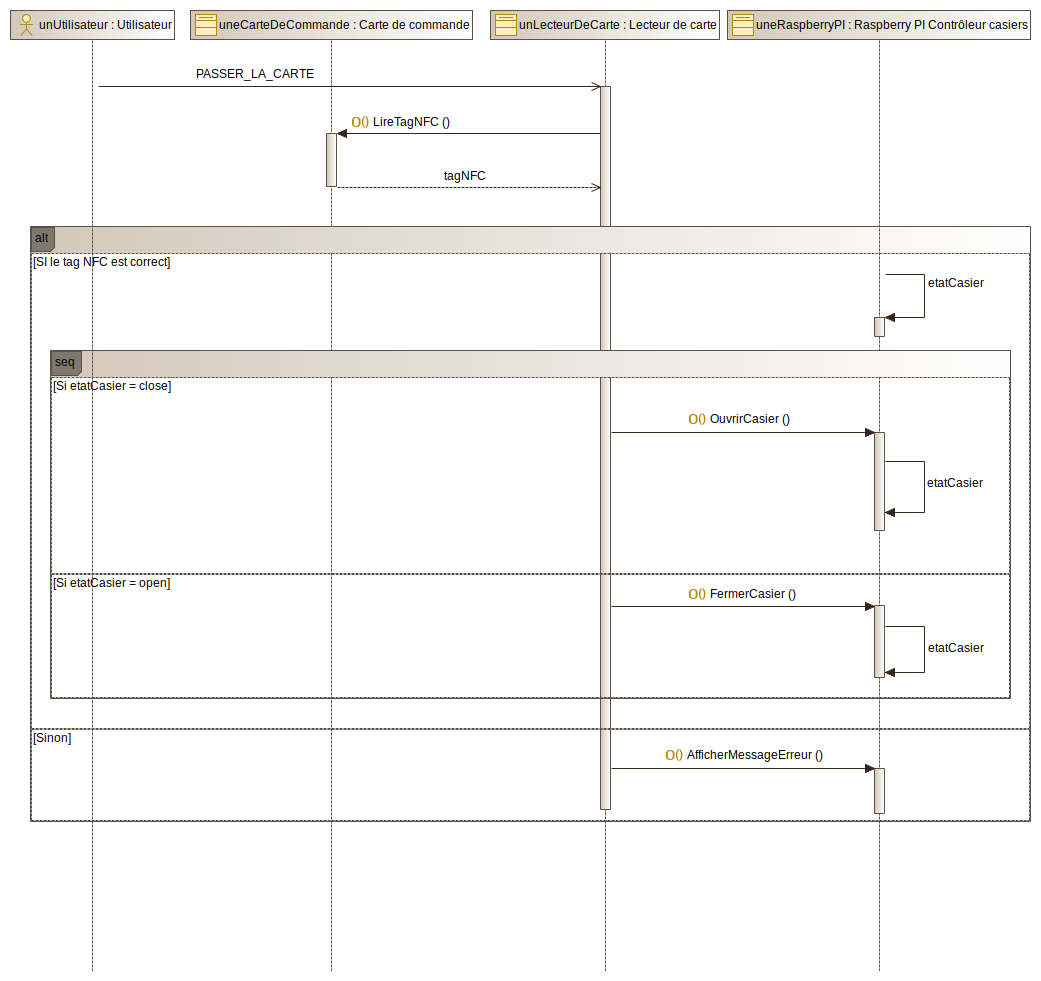 unUtilisateur : Utilisateur
uneCarteDeCommande : Carte de commande
unLecteurDeCarte : Lecteur de carte
uneRaspberryPI : Raspberry PI Contrôleur casiers
PASSER_LA_CARTE
O() LireTagNFC ()
tagNFC
alt
[SI le tag NFC est correct]
etatCasier
seq
[Si etatCasier = close]
O() OuvrirCasier ()
etatCasier
[Si etatCasier = open]
O() FermerCasier ()
etatCasier
[Sinon]
O() AfficherMessageErreur ()